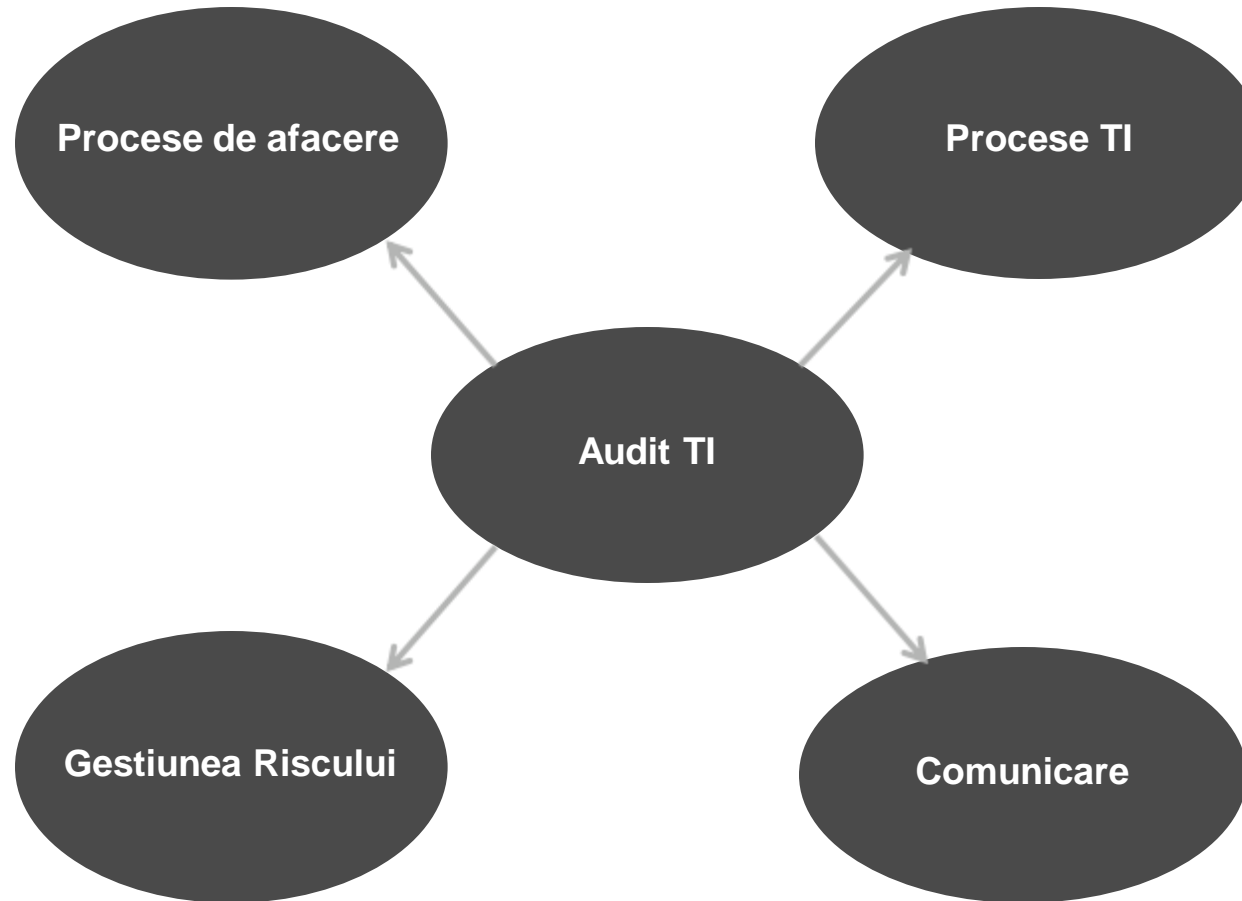 Procese de afacere
Procese TI
Audit TI
Gestiunea Riscului
Comunicare